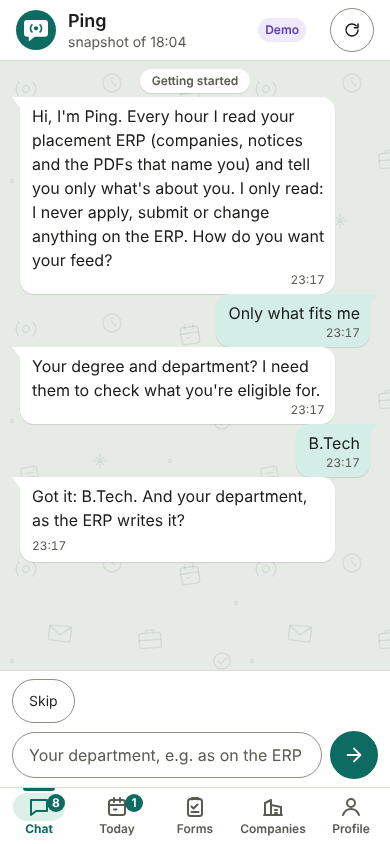 Ping
snapshot of 18:04
Demo
Getting started
Hi, I'm Ping. Every hour I read your
placement ERP (companies, notices
and the PDFs that name you) and tell
you only what's about you. I only read:
I never apply, submit or change
anything on the ERP. How do you want
your feed?
23:17
Only what fits me
23:17
Your degree and department? I need
them to check what you're eligible for.
23:17
B.Tech
23:17
Got it: B.Tech. And your department,
as the ERP writes it?
23:17
Skip
Your department, e.g. as on the ERP
8
1
Chat
Today
Forms
Companies
Profile